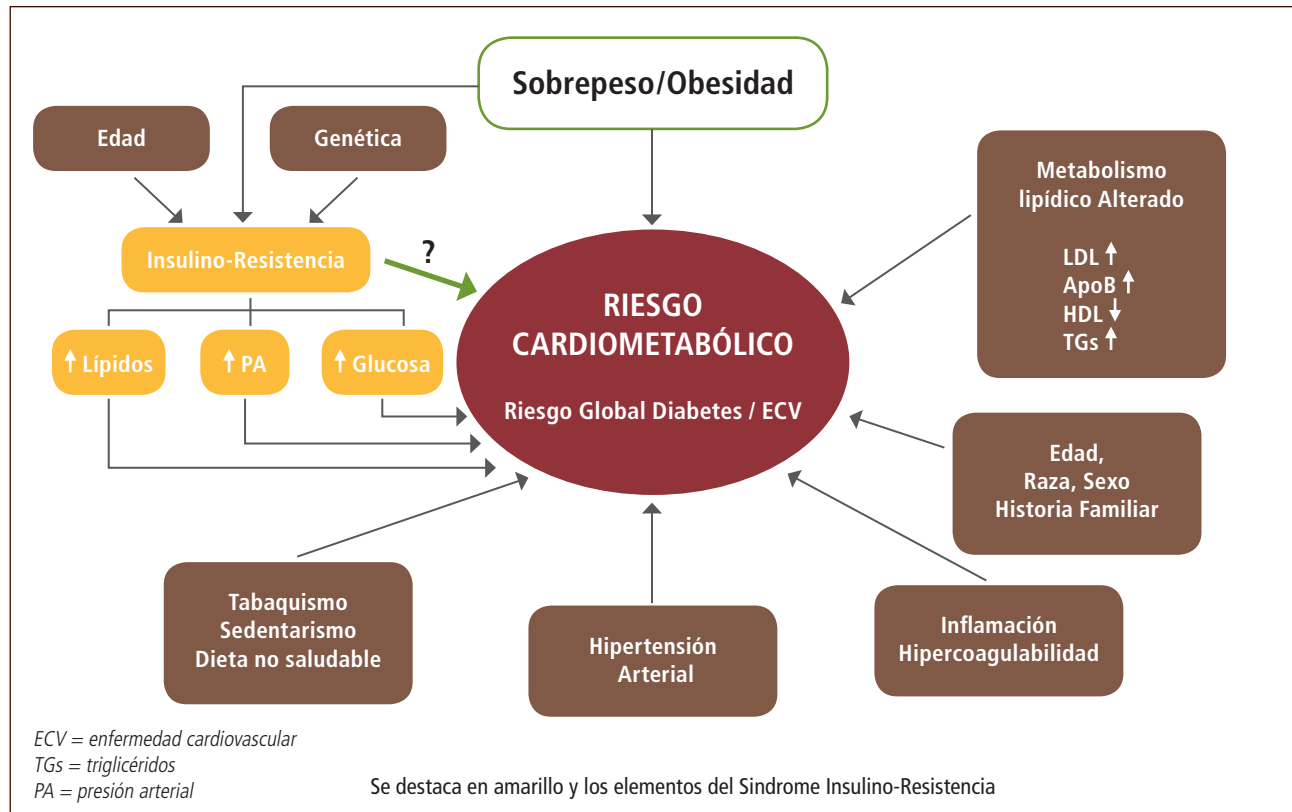 Sobrepeso/Obesidad
Edad
Genética
Insulino-Resistencia
?
↑ Lípidos
↑ PA
↑ Glucosa
RIESGO
CARDIOMETABÓLICO
Riesgo Global Diabetes / ECV
Metabolismo
lipídico Alterado
LDL ↑
ApoB ↑
HDL ↓
TGs ↑
Edad,
Raza, Sexo
Historia Familiar
Inflamación
Hipercoagulabilidad
Hipertensión
Arterial
Tabaquismo
Sedentarismo
Dieta no saludable
ECV = enfermedad cardiovascular
TGs = triglicéridos
PA = presión arterial
Se destaca en amarillo y los elementos del Sindrome Insulino-Resistencia